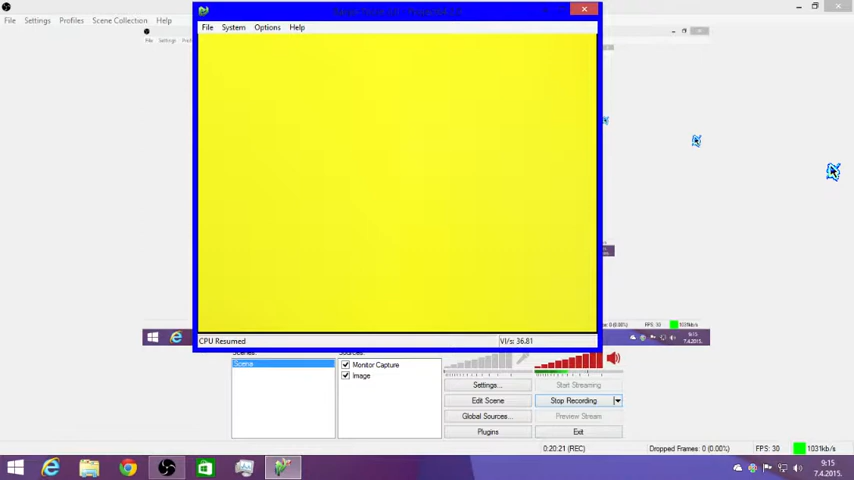 File Settings Profiles Scene Collection Help
File System Options Help
CPU Resumed VI/s: 36.81
Scene
Monitor Capture
Image
Settings... Start Streaming
Edit Scene Stop Recording
Global Sources... Preview Stream
Plugins Exit
0:20:21 (REC) Dropped Frames: 0 (0.00%) FPS: 30 1031kb/s
9:15
7.4.2015.